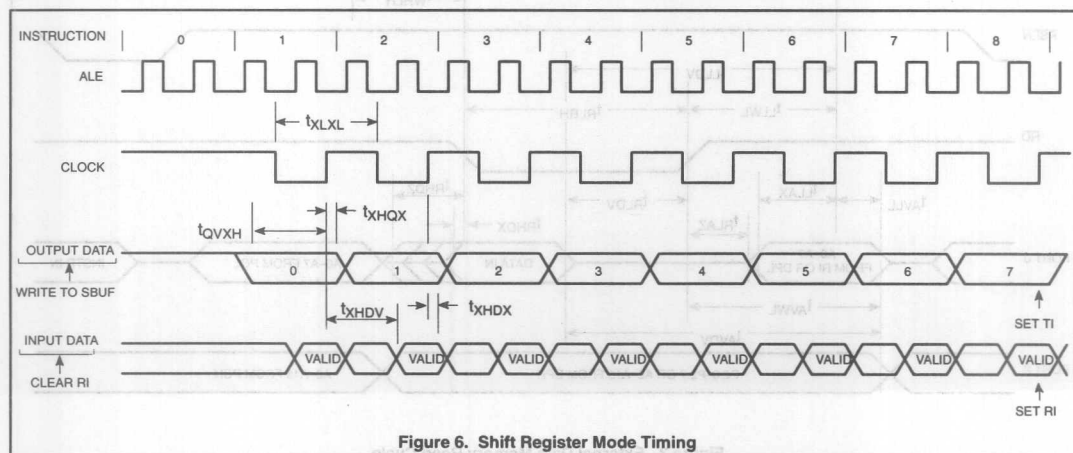 INSTRUCTION | 0 | 1 | 2 | 3 | 4 | 5 | 6 | 7 | 8 |
ALE
tXLXL
CLOCK
tXHQX
tQVXH
OUTPUT DATA
0 1 2 3 4 5 6 7
WRITE TO SBUF
tXHDV
tXHDX
SET TI
INPUT DATA
VALID VALID VALID VALID VALID VALID VALID VALID
CLEAR RI
SET RI
Figure 6. Shift Register Mode Timing